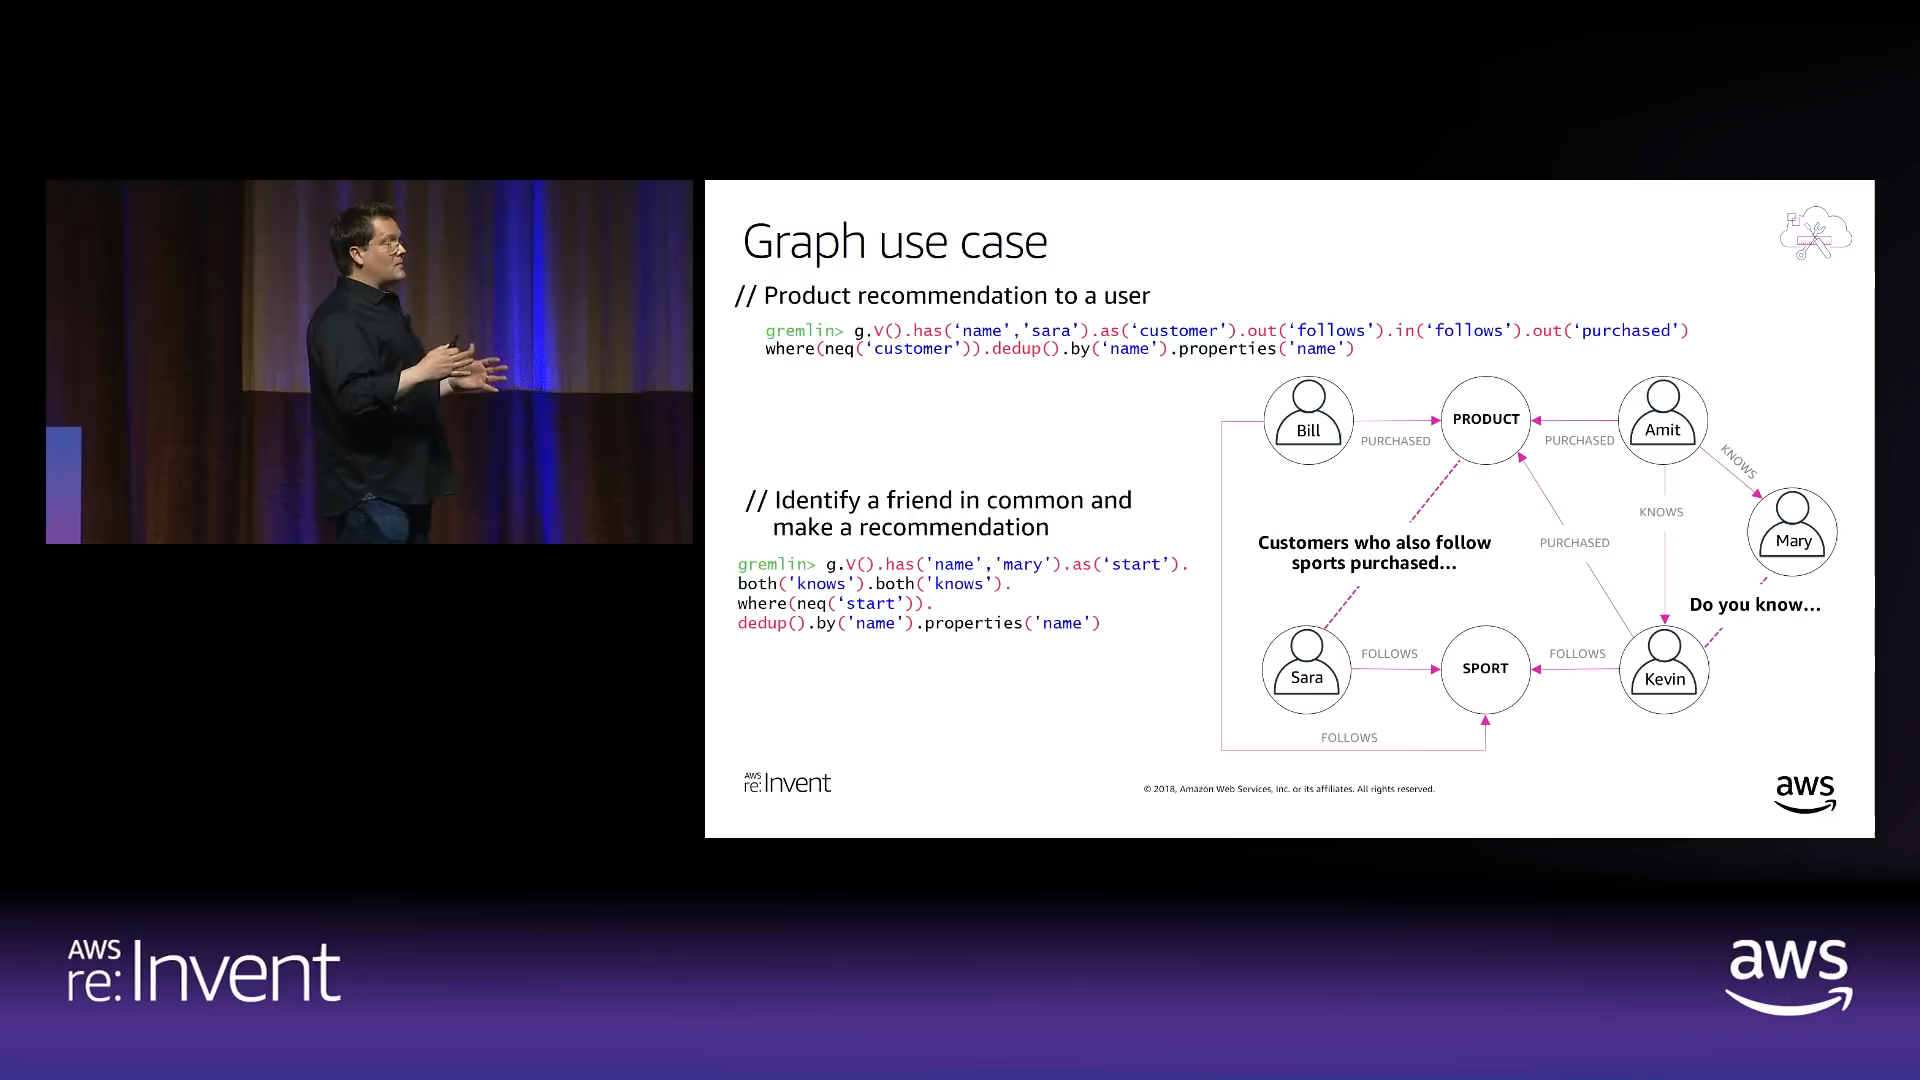 Graph use case
// Product recommendation to a user
gremlin> g.V().has(‘name’,’sara’).as(‘customer’).out(‘follows’).in(‘follows’).out(‘purchased’)
where(neq(‘customer’)).dedup().by(‘name’).properties('name')
// Identify a friend in common and
make a recommendation
gremlin> g.V().has('name','mary').as(‘start’).
both('knows').both('knows’).
where(neq(‘start’)).
dedup().by('name').properties('name')
Bill
PURCHASED
PRODUCT
PURCHASED
Amit
KNOWS
KNOWS
Mary
PURCHASED
Customers who also follow
sports purchased…
Do you know…
Sara
FOLLOWS
SPORT
FOLLOWS
Kevin
FOLLOWS
AWS
re:Invent
© 2018, Amazon Web Services, Inc. or its affiliates. All rights reserved.
aws
AWS
re:Invent
aws